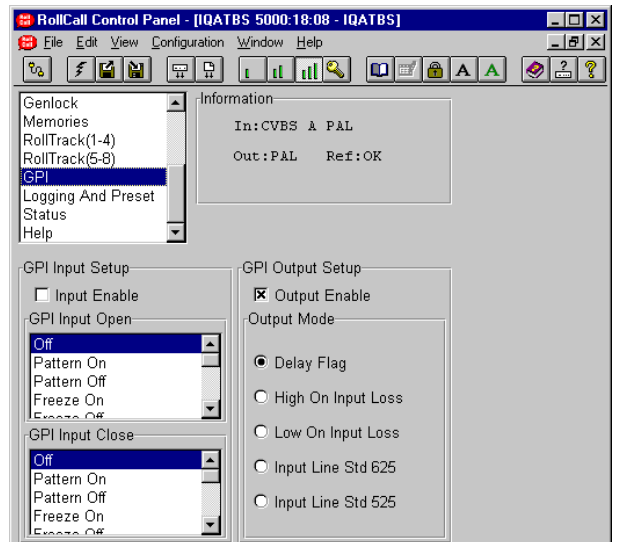 RollCall Control Panel - [IQATBS 5000:18:08 - IQATBS]
File Edit View Configuration Window Help
A A
Genlock
Memories
RollTrack(1-4)
RollTrack(5-8)
GPI
Logging And Preset
Status
Help
Information
In:CVBS A PAL
Out:PAL Ref:OK
GPI Input Setup
Input Enable
GPI Input Open
Off
Pattern On
Pattern Off
Freeze On
Freeze Off
GPI Input Close
Off
Pattern On
Pattern Off
Freeze On
Freeze Off
GPI Output Setup
Output Enable
Output Mode
Delay Flag
High On Input Loss
Low On Input Loss
Input Line Std 625
Input Line Std 525